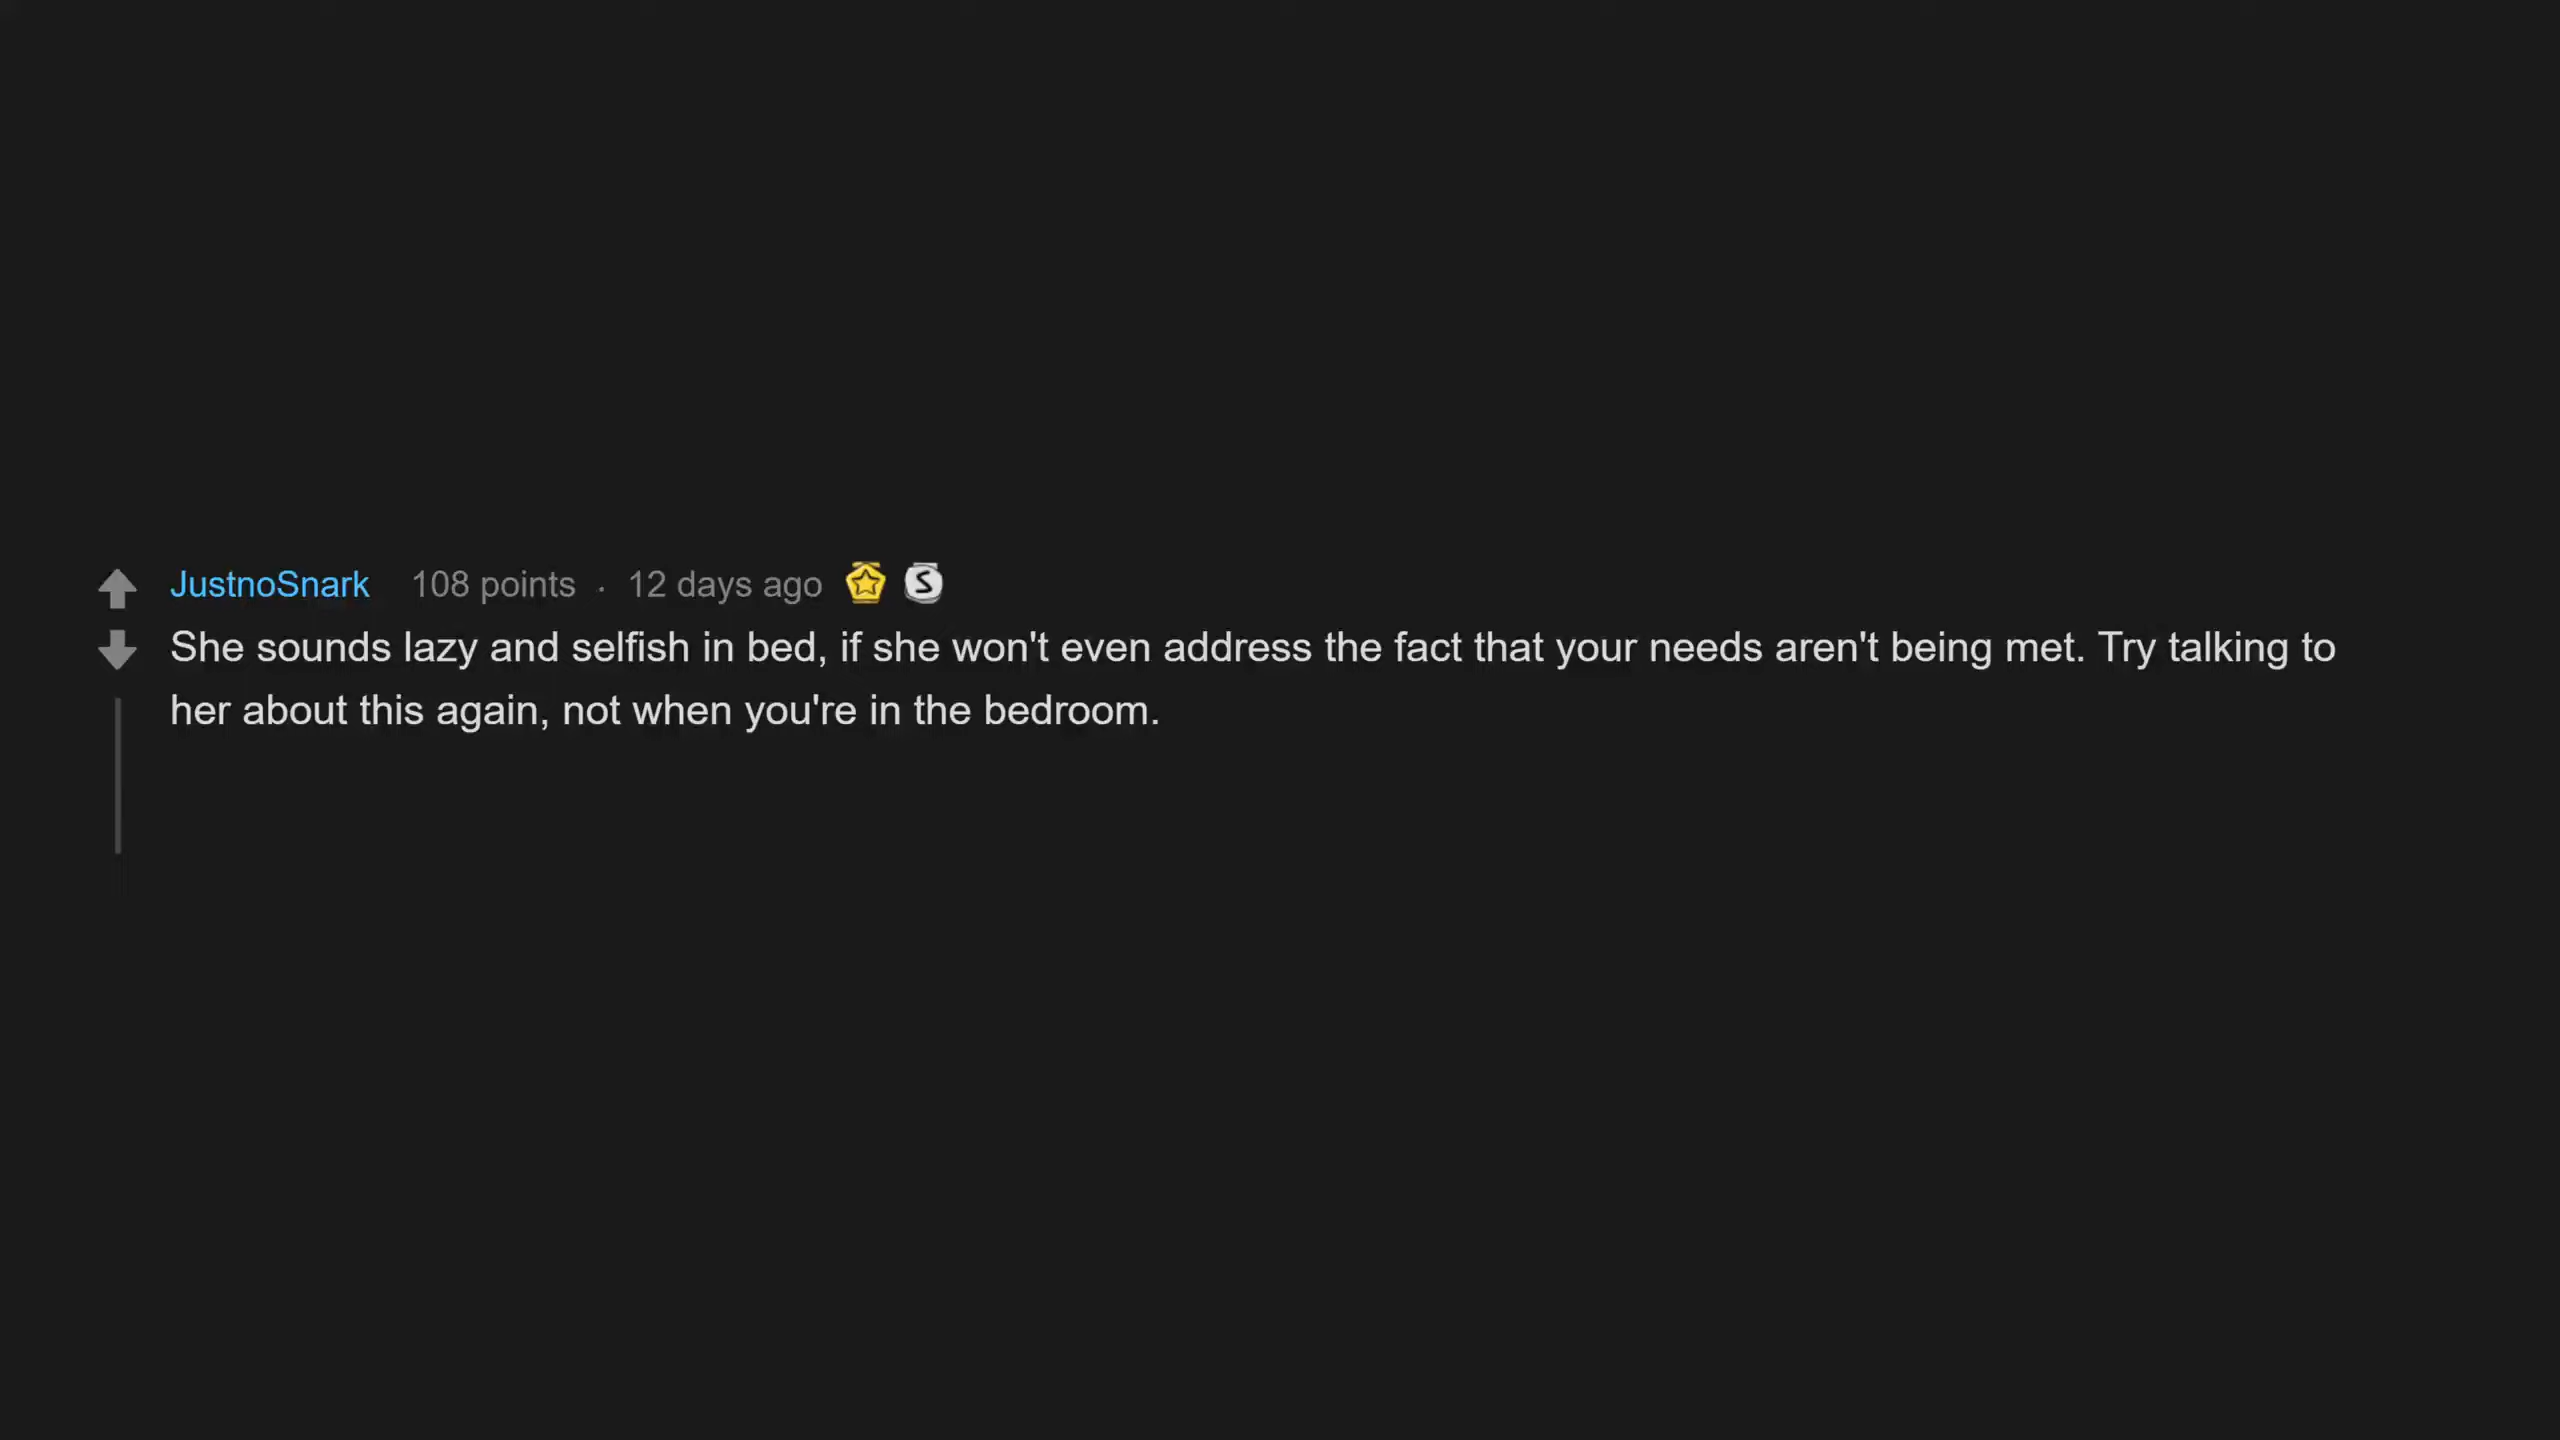 JustnoSnark 108 points · 12 days ago S
She sounds lazy and selfish in bed, if she won't even address the fact that your needs aren't being met. Try talking to
her about this again, not when you're in the bedroom.